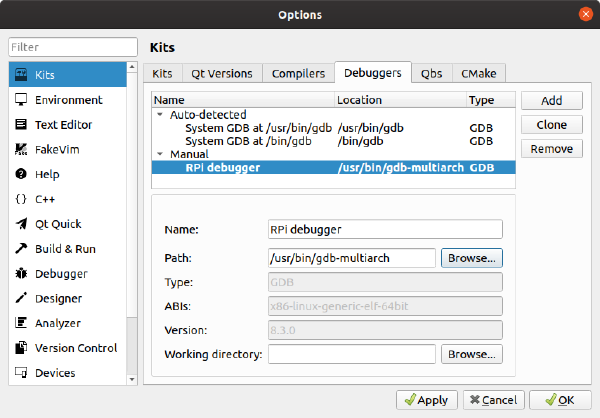 Options
Filter
Kits
Environment
Text Editor
FakeVim
Help
C++
Qt Quick
Build & Run
Debugger
Designer
Analyzer
Version Control
Devices
Kits
Kits Qt Versions Compilers Debuggers Qbs CMake
Name Location Type
Auto-detected
System GDB at /usr/bin/gdb /usr/bin/gdb GDB
System GDB at /bin/gdb /bin/gdb GDB
Manual
RPi debugger /usr/bin/gdb-multiarch GDB
Add
Clone
Remove
Name: RPi debugger
Path: /usr/bin/gdb-multiarch Browse...
Type: GDB
ABIs: x86-linux-generic-elf-64bit
Version: 8.3.0
Working directory: Browse...
Apply Cancel OK